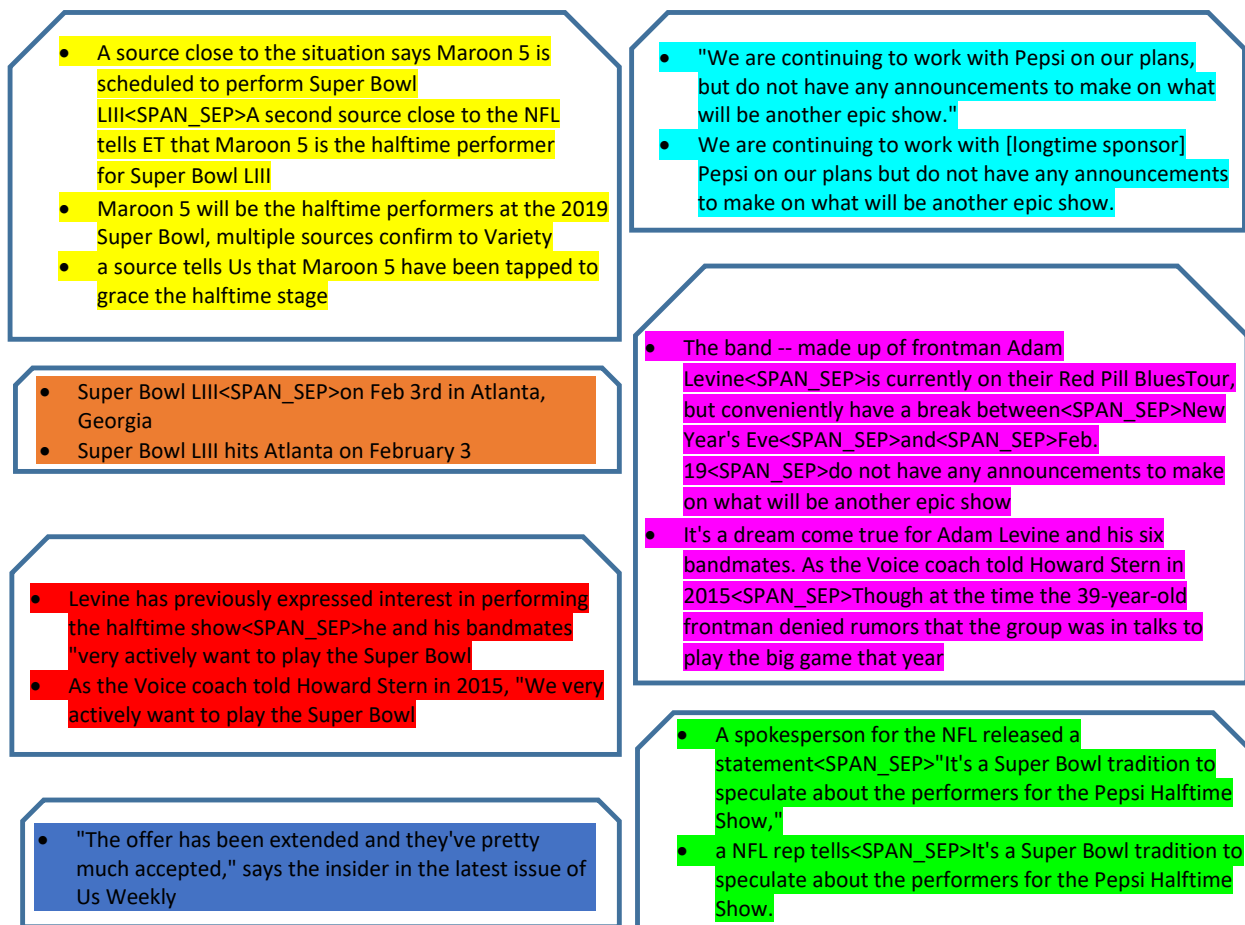 • A source close to the situation says Maroon 5 is
scheduled to perform Super Bowl
LIII<SPAN_SEP>A second source close to the NFL
tells ET that Maroon 5 is the halftime performer
for Super Bowl LIII
• Maroon 5 will be the halftime performers at the 2019
Super Bowl, multiple sources confirm to Variety
• a source tells Us that Maroon 5 have been tapped to
grace the halftime stage
• Super Bowl LIII<SPAN_SEP>on Feb 3rd in Atlanta,
Georgia
• Super Bowl LIII hits Atlanta on February 3
• Levine has previously expressed interest in performing
the halftime show<SPAN_SEP>he and his bandmates
"very actively want to play the Super Bowl
• As the Voice coach told Howard Stern in 2015, "We very
actively want to play the Super Bowl
• "The offer has been extended and they've pretty
much accepted," says the insider in the latest issue of
Us Weekly
• "We are continuing to work with Pepsi on our plans,
but do not have any announcements to make on what
will be another epic show."
• We are continuing to work with [longtime sponsor]
Pepsi on our plans but do not have any announcements
to make on what will be another epic show.
• The band -- made up of frontman Adam
Levine<SPAN_SEP>is currently on their Red Pill BluesTour,
but conveniently have a break between<SPAN_SEP>New
Year's Eve<SPAN_SEP>and<SPAN_SEP>Feb.
19<SPAN_SEP>do not have any announcements to make
on what will be another epic show
• It's a dream come true for Adam Levine and his six
bandmates. As the Voice coach told Howard Stern in
2015<SPAN_SEP>Though at the time the 39-year-old
frontman denied rumors that the group was in talks to
play the big game that year
• A spokesperson for the NFL released a
statement<SPAN_SEP>"It's a Super Bowl tradition to
speculate about the performers for the Pepsi Halftime
Show,"
• a NFL rep tells<SPAN_SEP>It's a Super Bowl tradition to
speculate about the performers for the Pepsi Halftime
Show.